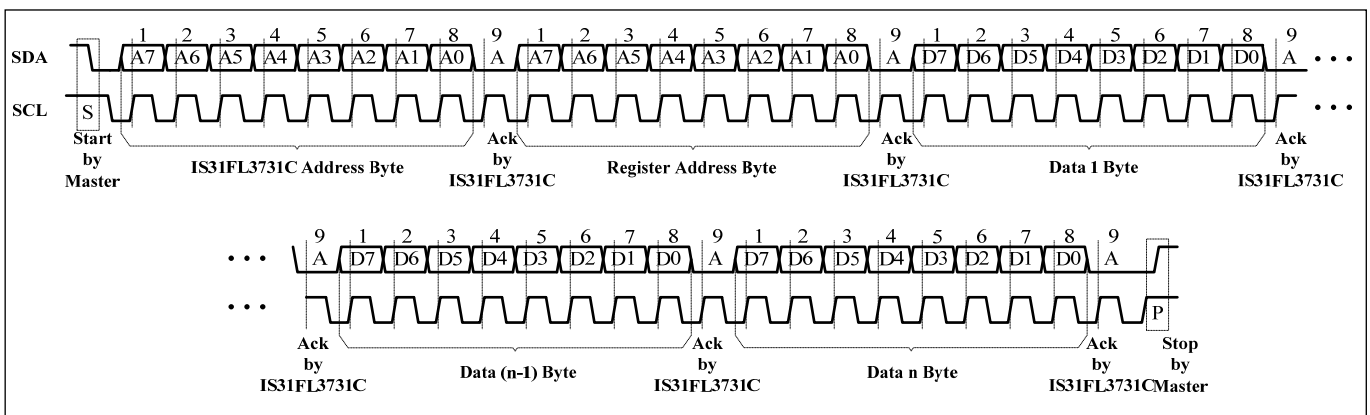 1 2 3 4 5 6 7 8 9 1 2 3 4 5 6 7 8 9 1 2 3 4 5 6 7 8 9
SDA A7 A6 A5 A4 A3 A2 A1 A0 A A7 A6 A5 A4 A3 A2 A1 A0 A D7 D6 D5 D4 D3 D2 D1 D0 A
SCL S
Start by Master
IS31FL3731C Address Byte
Ack by IS31FL3731C
Register Address Byte
Ack by IS31FL3731C
Data 1 Byte
Ack by IS31FL3731C
9 1 2 3 4 5 6 7 8 9 1 2 3 4 5 6 7 8 9
A D7 D6 D5 D4 D3 D2 D1 D0 A D7 D6 D5 D4 D3 D2 D1 D0 A
P
Ack by IS31FL3731C
Data (n-1) Byte
Ack by IS31FL3731C
Data n Byte
Ack by IS31FL3731C
Stop by Master